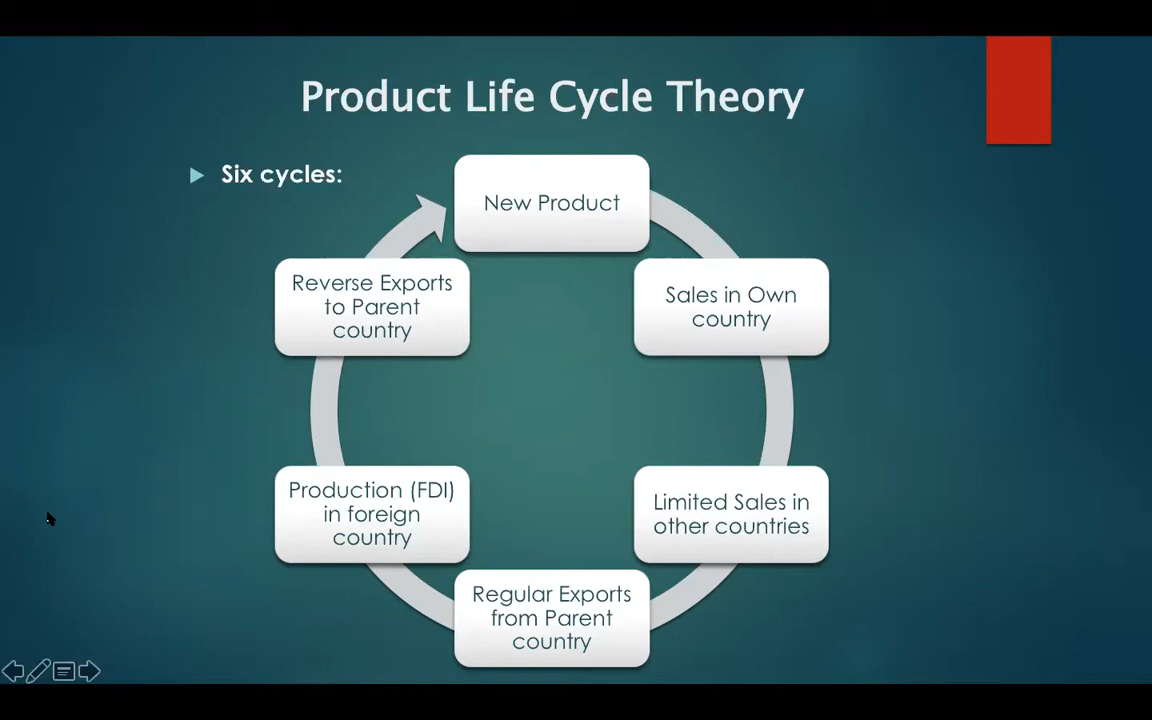 Product Life Cycle Theory
Six cycles:
New Product
Sales in Own
country
Limited Sales in
other countries
Regular Exports
from Parent
country
Production (FDI)
in foreign
country
Reverse Exports
to Parent
country